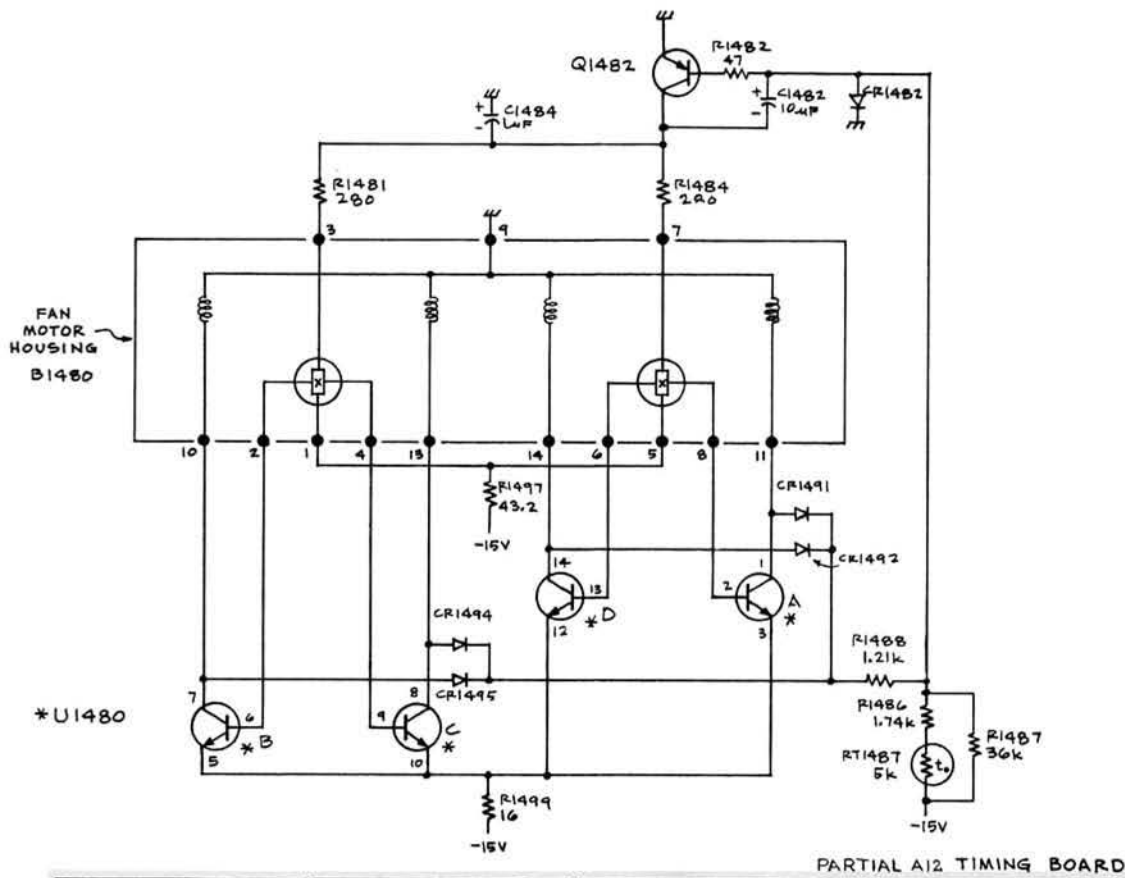 R1482
47
Q1482
C1482
10µF
CR1482
C1484
1µF
R1481
280
R1484
280
3
9
7
FAN
MOTOR
HOUSING
B1480
10
2
1
4
13
14
6
5
8
11
R1497
43.2
-15V
CR1491
CR1492
14
13
12
*D
1
2
A
*
3
CR1494
CR1495
R1488
1.21K
R1486
1.74K
R1487
36K
RT1487
5K
t°
-15V
*U1480
7
6
*B
5
8
9
C
*
10
R1499
16
-15V
PARTIAL A12 TIMING BOARD